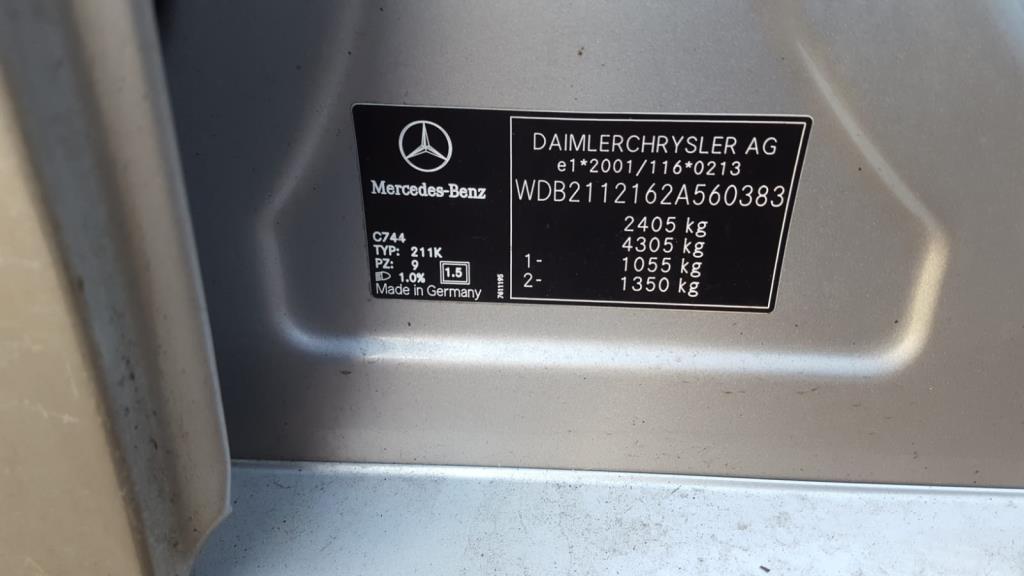 Mercedes-Benz
C744
TYP: 211K
PZ: 9
1.0% 1.5
Made in Germany
7411195
DAIMLERCHRYSLER AG
e1*2001/116*0213
WDB2112162A560383
2405 kg
4305 kg
1- 1055 kg
2- 1350 kg